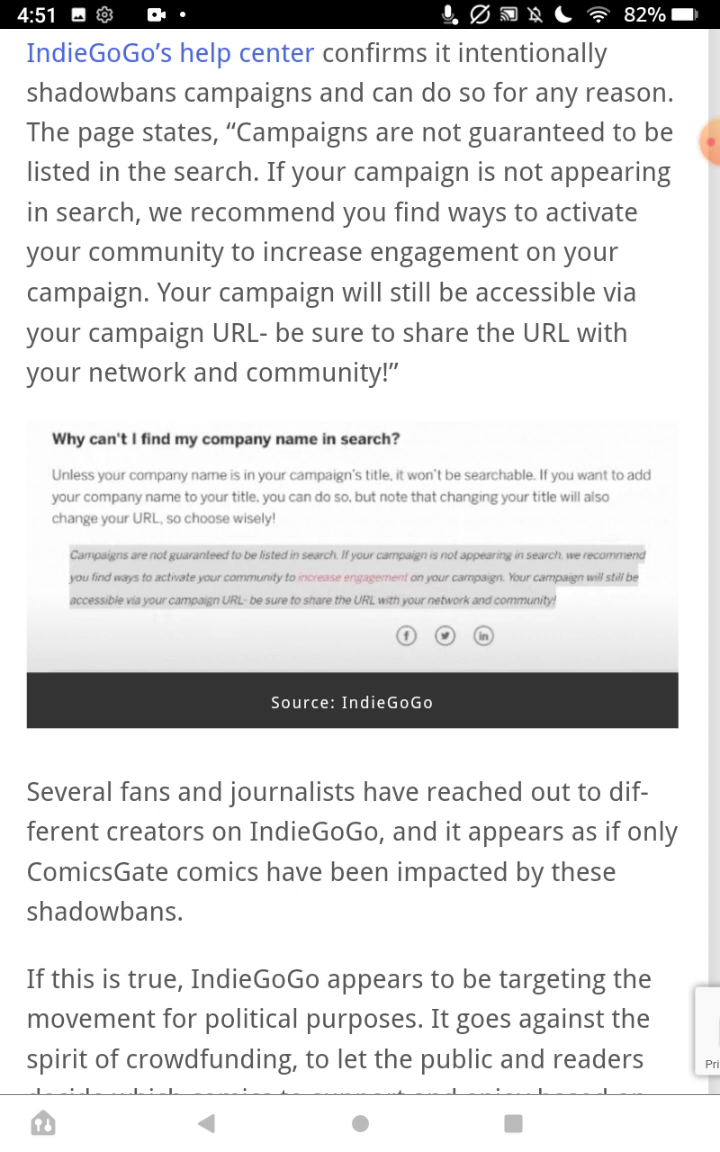 4:51
82%
IndieGoGo’s help center confirms it intentionally
shadowbans campaigns and can do so for any reason.
The page states, “Campaigns are not guaranteed to be
listed in the search. If your campaign is not appearing
in search, we recommend you find ways to activate
your community to increase engagement on your
campaign. Your campaign will still be accessible via
your campaign URL- be sure to share the URL with
your network and community!”
Why can't I find my company name in search?
Unless your company name is in your campaign's title, it won't be searchable. If you want to add
your company name to your title, you can do so, but note that changing your title will also
change your URL, so choose wisely!
Campaigns are not guaranteed to be listed in search. If your campaign is not appearing in search, we recommend
you find ways to activate your community to increase engagement on your campaign. Your campaign will still be
accessible via your campaign URL- be sure to share the URL with your network and community!
Source: IndieGoGo
Several fans and journalists have reached out to dif-
ferent creators on IndieGoGo, and it appears as if only
ComicsGate comics have been impacted by these
shadowbans.
If this is true, IndieGoGo appears to be targeting the
movement for political purposes. It goes against the
spirit of crowdfunding, to let the public and readers